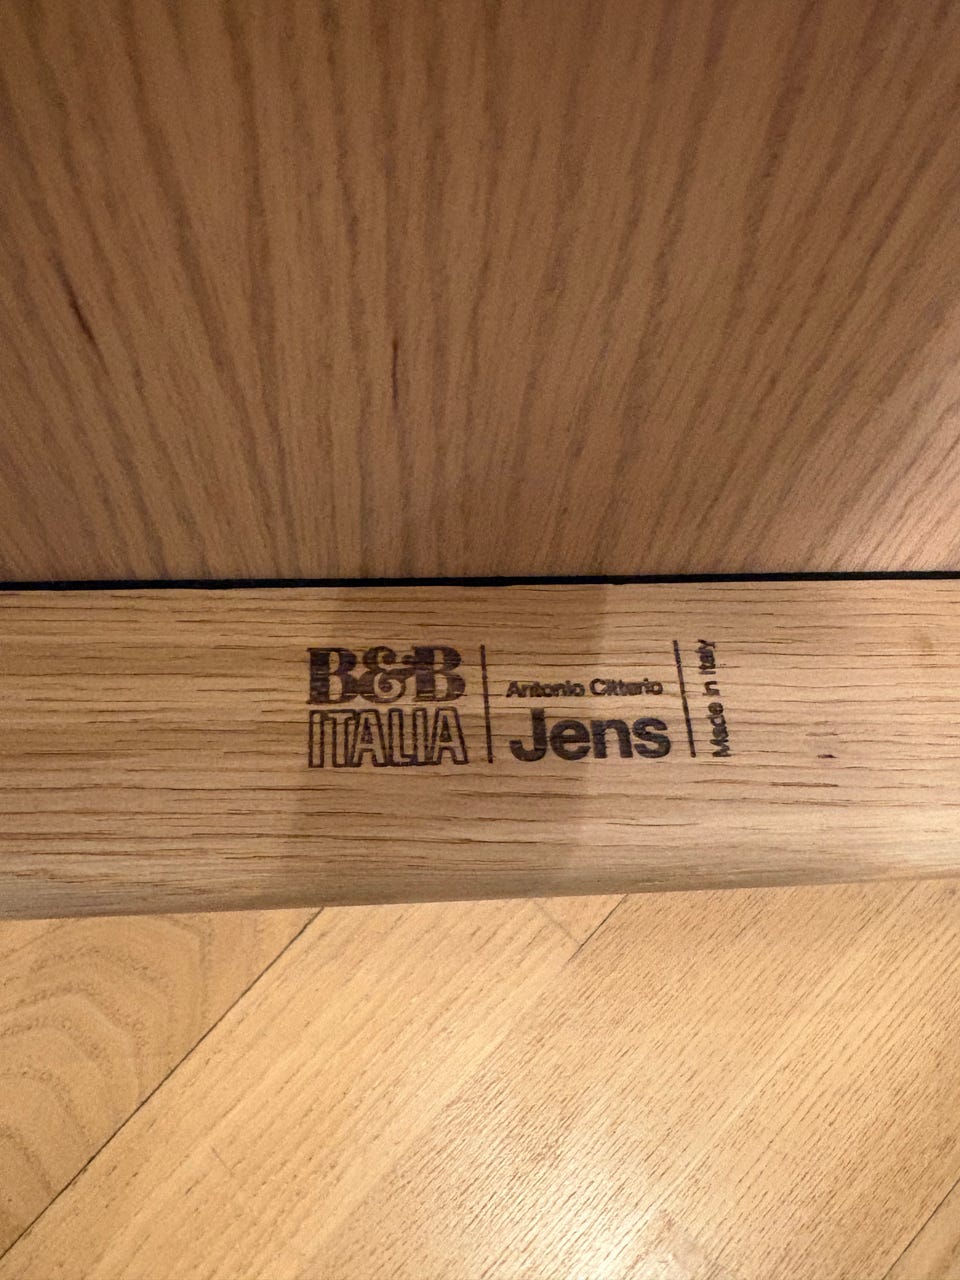 B&B
ITALIA
Antonio Citterio
Jens
Made in Italy